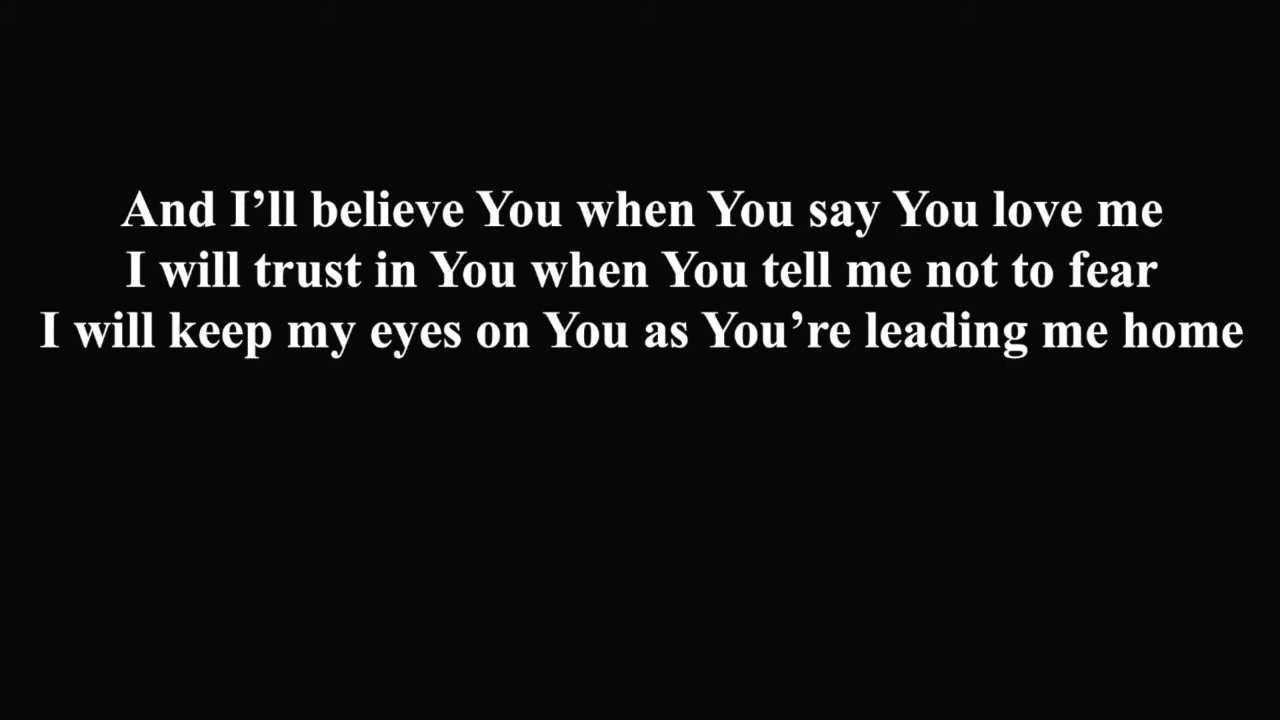 And I’ll believe You when You say You love me
I will trust in You when You tell me not to fear
I will keep my eyes on You as You’re leading me home